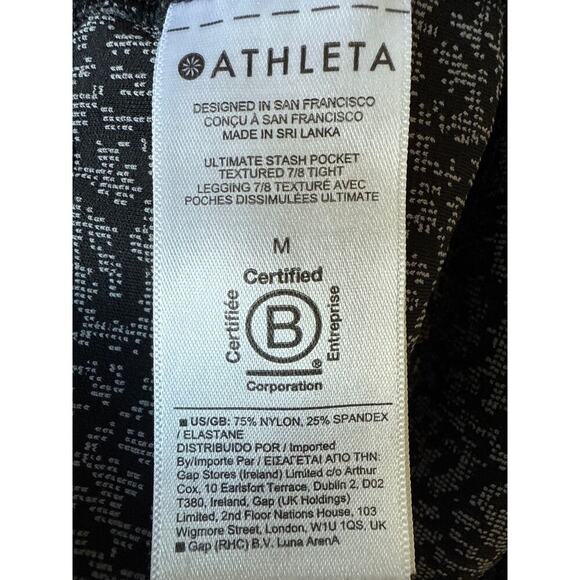 ATHLETA
DESIGNED IN SAN FRANCISCO
CONÇU À SAN FRANCISCO
MADE IN SRI LANKA
ULTIMATE STASH POCKET
TEXTURED 7/8 TIGHT
LEGGING 7/8 TEXTURÉ AVEC
POCHES DISSIMULÉES ULTIMATE
M
Certified
Certifiée
B
®
Entreprise
Corporation
■ US/GB: 75% NYLON, 25% SPANDEX
/ ELASTANE
DISTRIBUIDO POR / Imported
By/Importe Par / ΕΙΣΑΓΕΤΑΙ ΑΠΟ ΤΗΝ:
Gap Stores (Ireland) Limited c/o Arthur
Cox, 10 Earlsfort Terrace, Dublin 2, D02
T380, Ireland, Gap (UK Holdings)
Limited, 2nd Floor Nations House, 103
Wigmore Street, London, W1U 1QS, UK
■ Gap (RHC) B.V. Luna ArenA